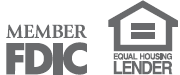 MEMBER
FDIC
EQUAL HOUSING
LENDER